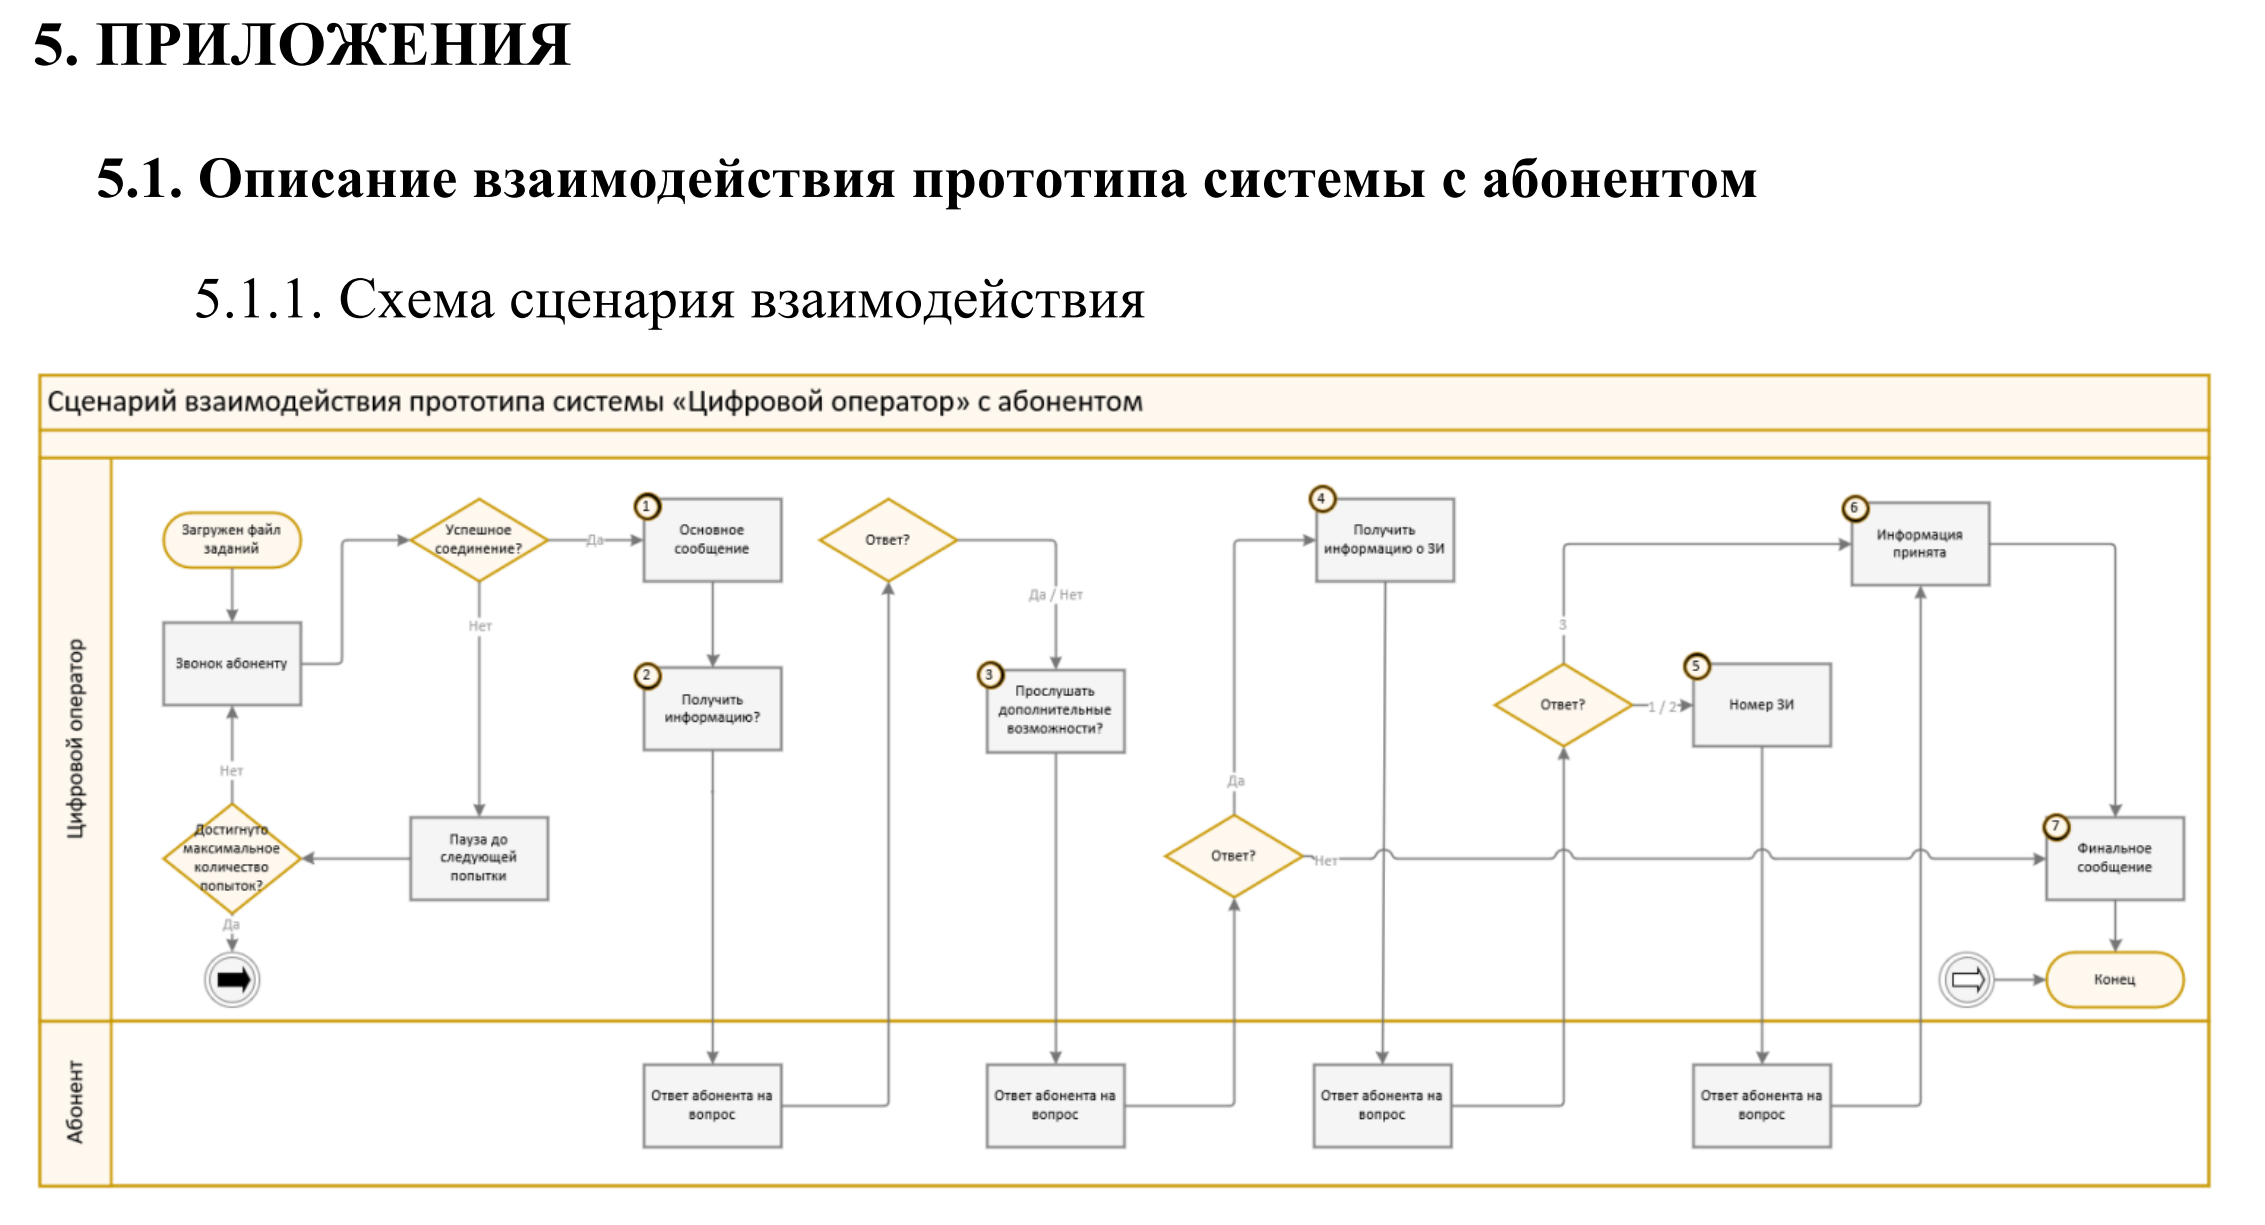 5. ПРИЛОЖЕНИЯ
5.1. Описание взаимодействия прототипа системы с абонентом
5.1.1. Схема сценария взаимодействия
Сценарий взаимодействия прототипа системы «Цифровой оператор» с абонентом
Цифровой оператор
Загружен файл
заданий
Звонок абоненту
Нет
Достигнуто
максимальное
количество
попыток?
Да
Успешное
соединение?
Да
Нет
Пауза до
следующей
попытки
1
Основное
сообщение
2
Получить
информацию?
Ответ?
Да / Нет
3
Прослушать
дополнительные
возможности?
Ответ?
Да
Нет
4
Получить
информацию о ЗИ
Ответ?
3
1 / 2
5
Номер ЗИ
6
Информация
принята
7
Финальное
сообщение
Конец
Абонент
Ответ абонента на
вопрос
Ответ абонента на
вопрос
Ответ абонента на
вопрос
Ответ абонента на
вопрос